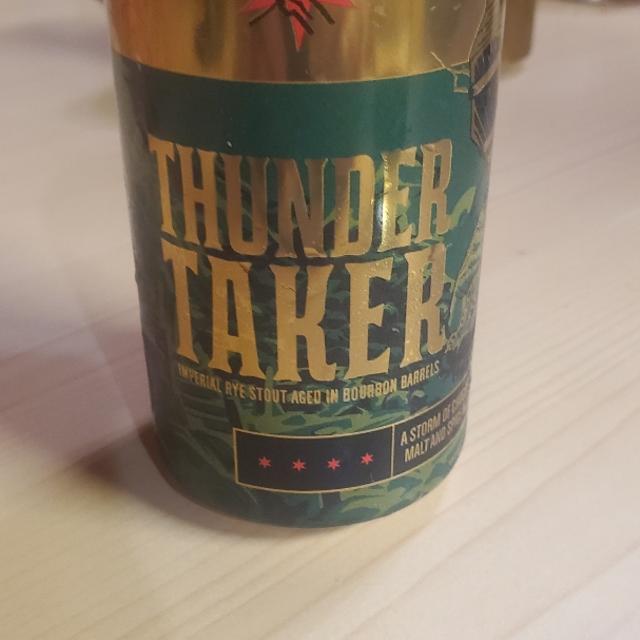 THUNDER
TAKER
IMPERIAL RYE STOUT AGED IN BOURBON BARRELS
A STORM OF
MALT AND